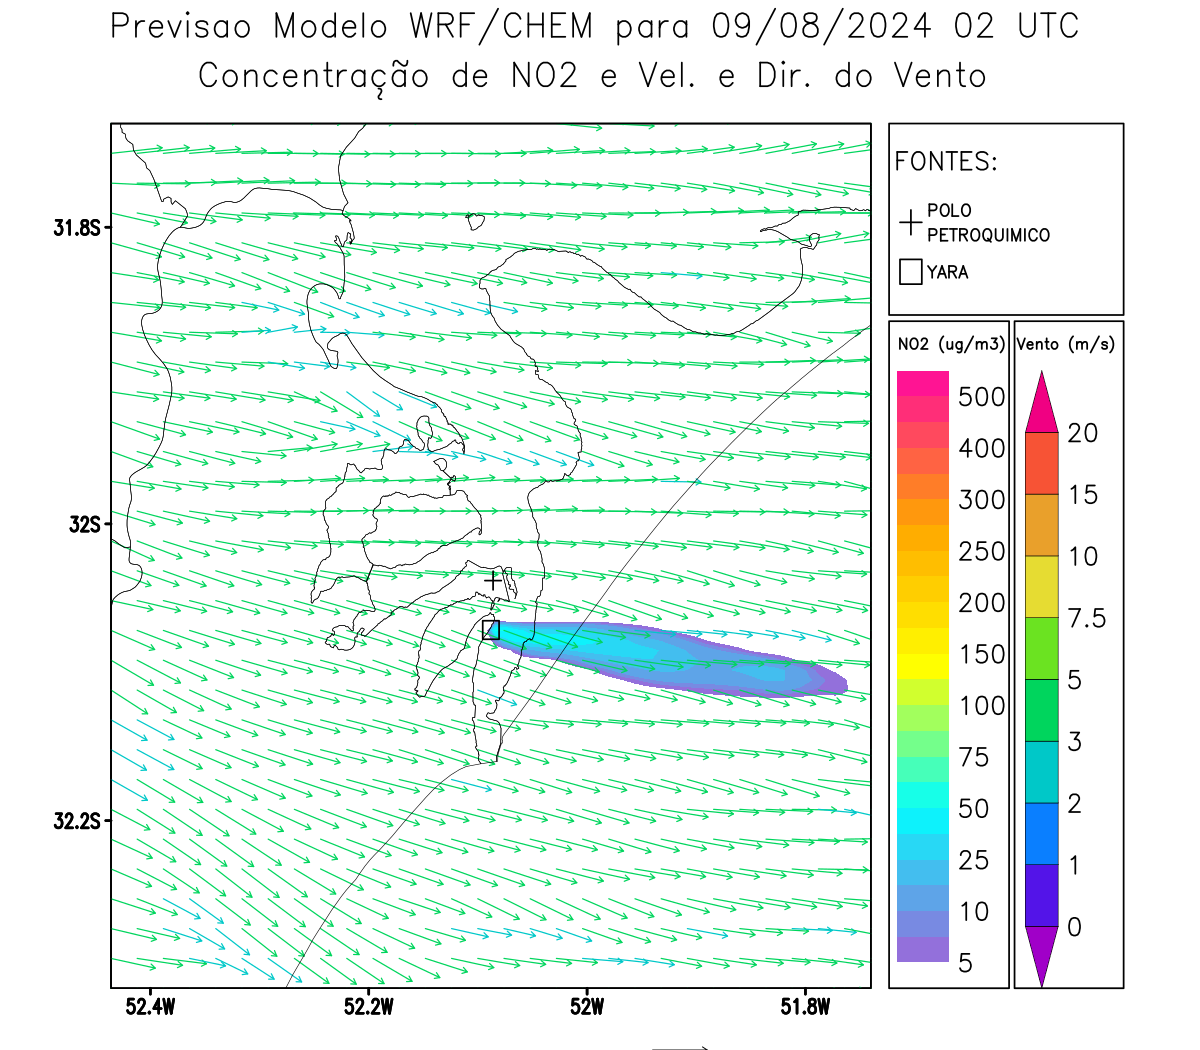 Previsao Modelo WRF/CHEM para 09/08/2024 02 UTC
Concentração de NO2 e Vel. e Dir. do Vento
FONTES:
POLO
PETROQUIMICO
YARA
NO2 (ug/m3)
500
400
300
250
200
150
100
75
50
25
10
5
Vento (m/s)
20
15
10
7.5
5
3
2
1
0
31.8S
32S
32.2S
52.4W
52.2W
52W
51.8W